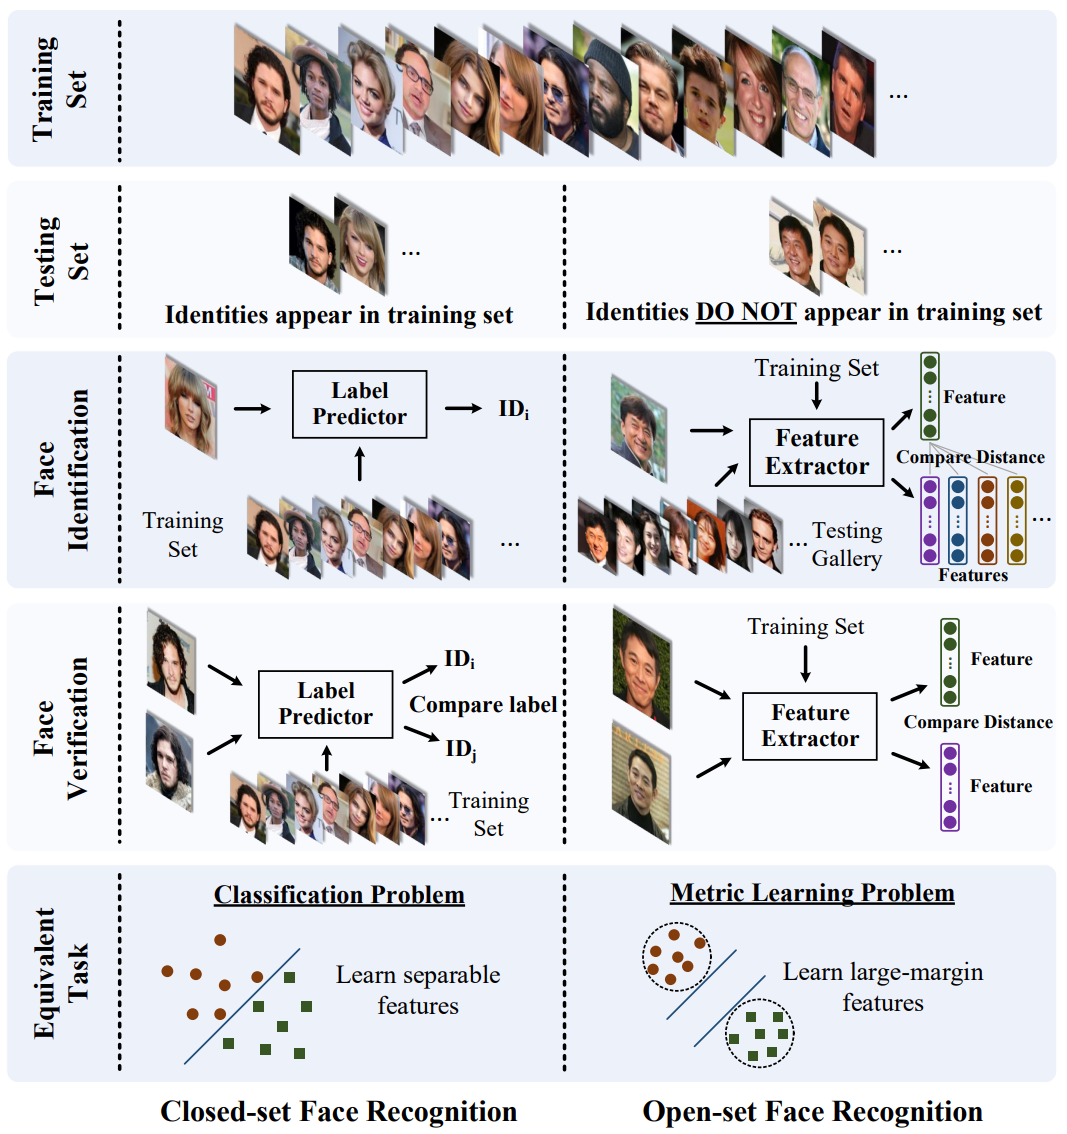 Training
Set
...
Testing
Set
...
Identities appear in training set
...
Identities DO NOT appear in training set
Face
Identification
Label
Predictor
IDi
Training
Set
...
Training Set
Feature
Extractor
Feature
Compare Distance
...
Testing
Gallery
...
Features
Face
Verification
Label
Predictor
IDi
Compare label
IDj
...
Training
Set
Training Set
Feature
Extractor
Feature
Compare Distance
Feature
Equivalent
Task
Classification Problem
Learn separable
features
Metric Learning Problem
Learn large-margin
features
Closed-set Face Recognition
Open-set Face Recognition